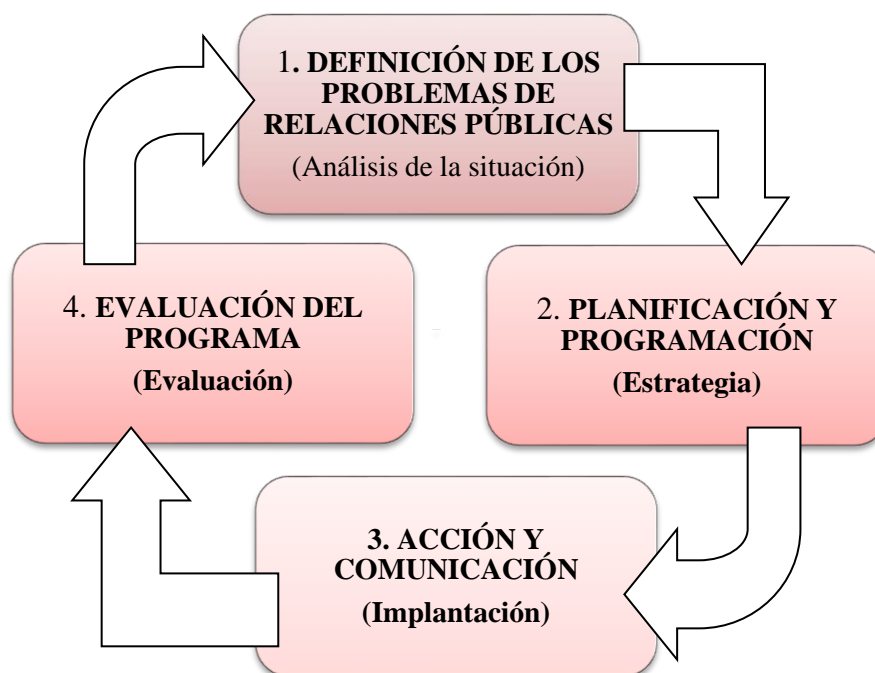 1. DEFINICIÓN DE LOS
PROBLEMAS DE
RELACIONES PÚBLICAS
(Análisis de la situación)
2. PLANIFICACIÓN Y
PROGRAMACIÓN
(Estrategia)
3. ACCIÓN Y
COMUNICACIÓN
(Implantación)
4. EVALUACIÓN DEL
PROGRAMA
(Evaluación)